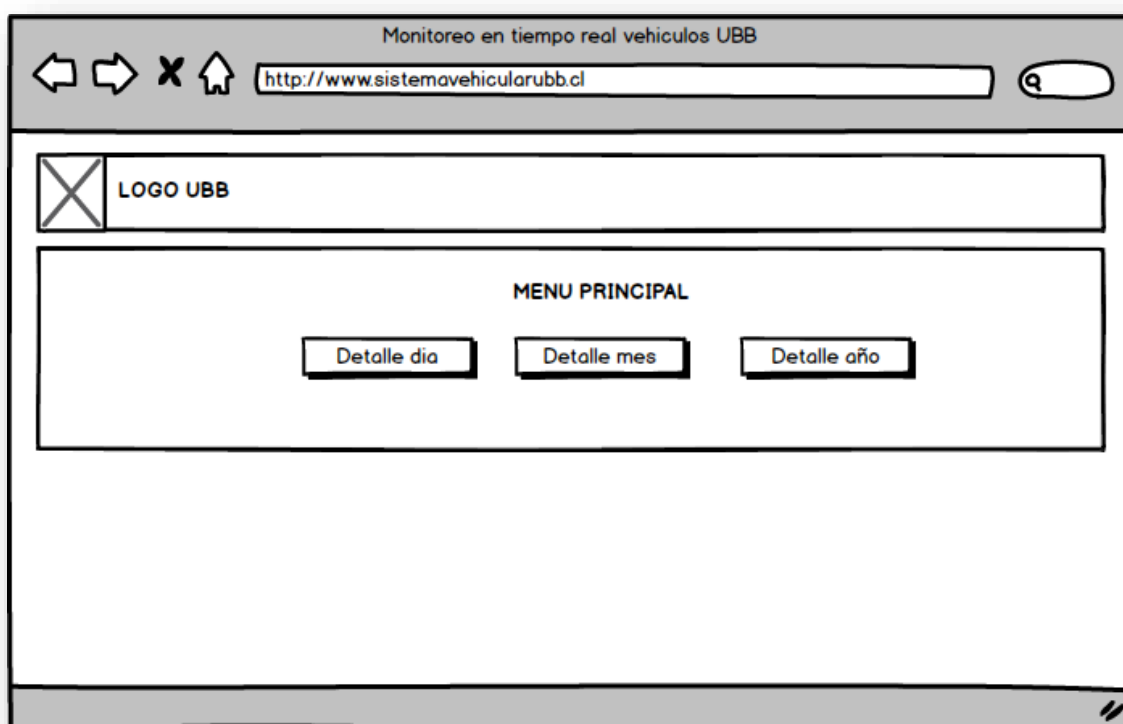 Monitoreo en tiempo real vehiculos UBB
http://www.sistemavehicularubb.cl
LOGO UBB
MENU PRINCIPAL
Detalle dia
Detalle mes
Detalle año